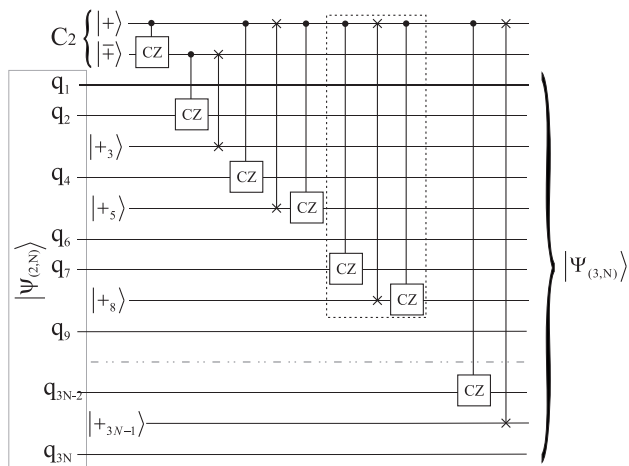 C2 { |+⟩
|∓⟩
CZ
CZ
q1
q2
|+3⟩
q4
CZ
|+5⟩
CZ
q6
q7
CZ
|+8⟩
CZ
q9
q3N-2
CZ
|+3N−1⟩
q3N
|Ψ(2,N)⟩
|Ψ(3,N)⟩